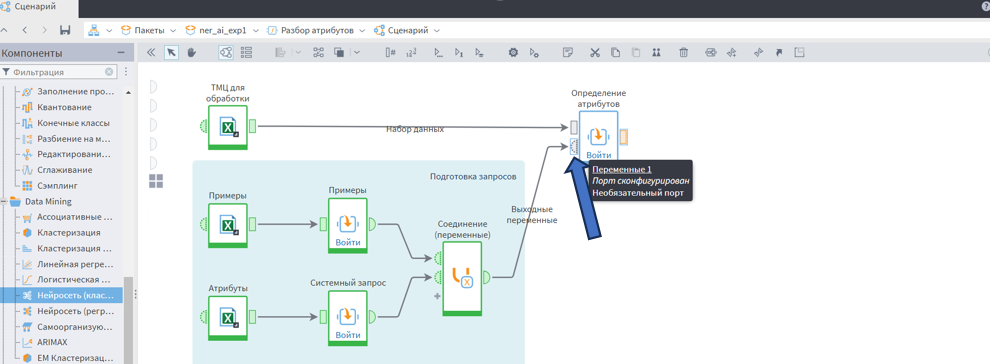 Сценарий
Пакеты
ner_ai_exp1
Разбор атрибутов
Сценарий
Компоненты
Фильтрация
Заполнение про...
Квантование
Конечные классы
Разбиение на м...
Редактировани...
Сглаживание
Сэмплинг
Data Mining
Ассоциативные ...
Кластеризация
Кластеризация ...
Линейная регре...
Логистическая ...
Нейросеть (клас...
Нейросеть (регр...
Самоорганизую...
ARIMAX
EM Кластеризац...
ТМЦ для
обработки
Набор данных
Определение
атрибутов
Войти
Переменные 1
Порт сконфигурирован
Необязательный порт
Подготовка запросов
Выходные
переменные
Примеры
Примеры
Войти
Соединение
(переменные)
Атрибуты
Системный запрос
Войти